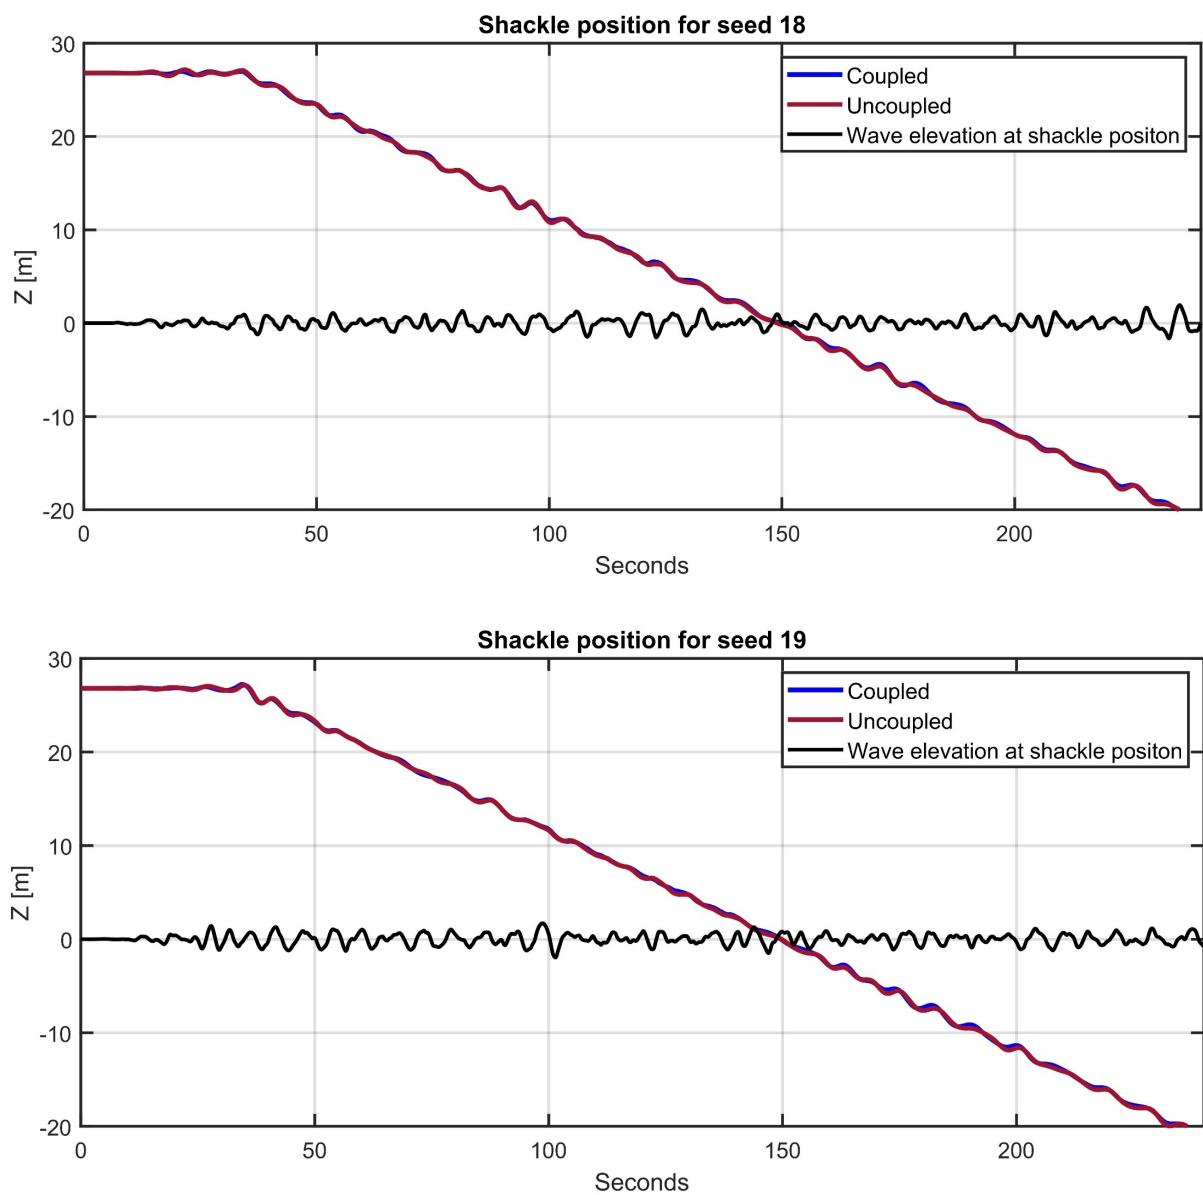 Shackle position for seed 18
30
20
10
0
-10
-20
Z [m]
Coupled
Uncoupled
Wave elevation at shackle positon
0 50 100 150 200
Seconds
Shackle position for seed 19
30
20
10
0
-10
-20
Z [m]
Coupled
Uncoupled
Wave elevation at shackle positon
0 50 100 150 200
Seconds